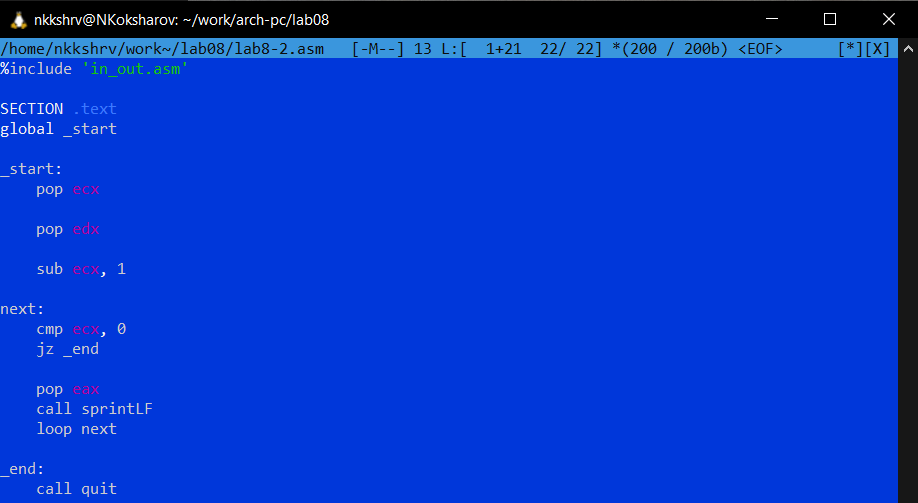 nkkshrv@NKoksharov: ~/work/arch-pc/lab08
/home/nkkshrv/work~/lab08/lab8-2.asm   [-M--] 13 L:[  1+21  22/ 22] *(200 / 200b) <EOF>      [*][X]
%include 'in_out.asm'

SECTION .text
global _start

_start:
    pop ecx

    pop edx

    sub ecx, 1

next:
    cmp ecx, 0
    jz _end

    pop eax
    call sprintLF
    loop next

_end:
    call quit